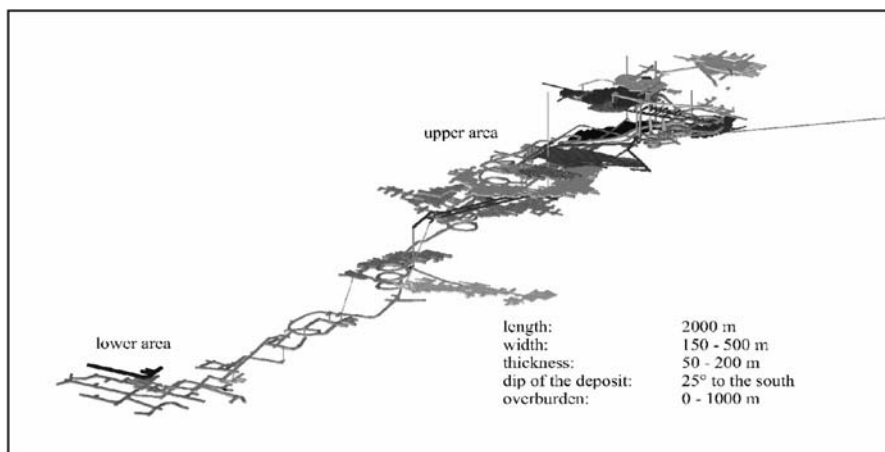 upper area
lower area
length: 2000 m
width: 150 - 500 m
thickness: 50 - 200 m
dip of the deposit: 25° to the south
overburden: 0 - 1000 m